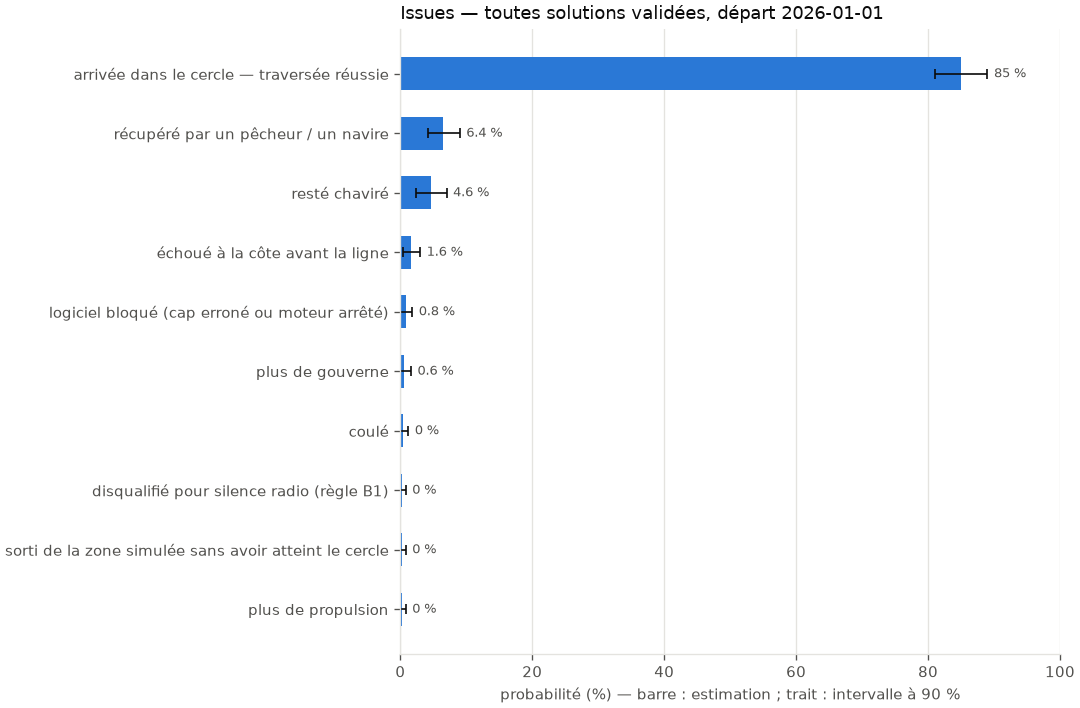 Issues — toutes solutions validées, départ 2026-01-01
arrivée dans le cercle — traversée réussie
85 %
récupéré par un pêcheur / un navire
6.4 %
resté chaviré
4.6 %
échoué à la côte avant la ligne
1.6 %
logiciel bloqué (cap erroné ou moteur arrêté)
0.8 %
plus de gouverne
0.6 %
coulé
0 %
disqualifié pour silence radio (règle B1)
0 %
sorti de la zone simulée sans avoir atteint le cercle
0 %
plus de propulsion
0 %
0 20 40 60 80 100
probabilité (%) — barre : estimation ; trait : intervalle à 90 %